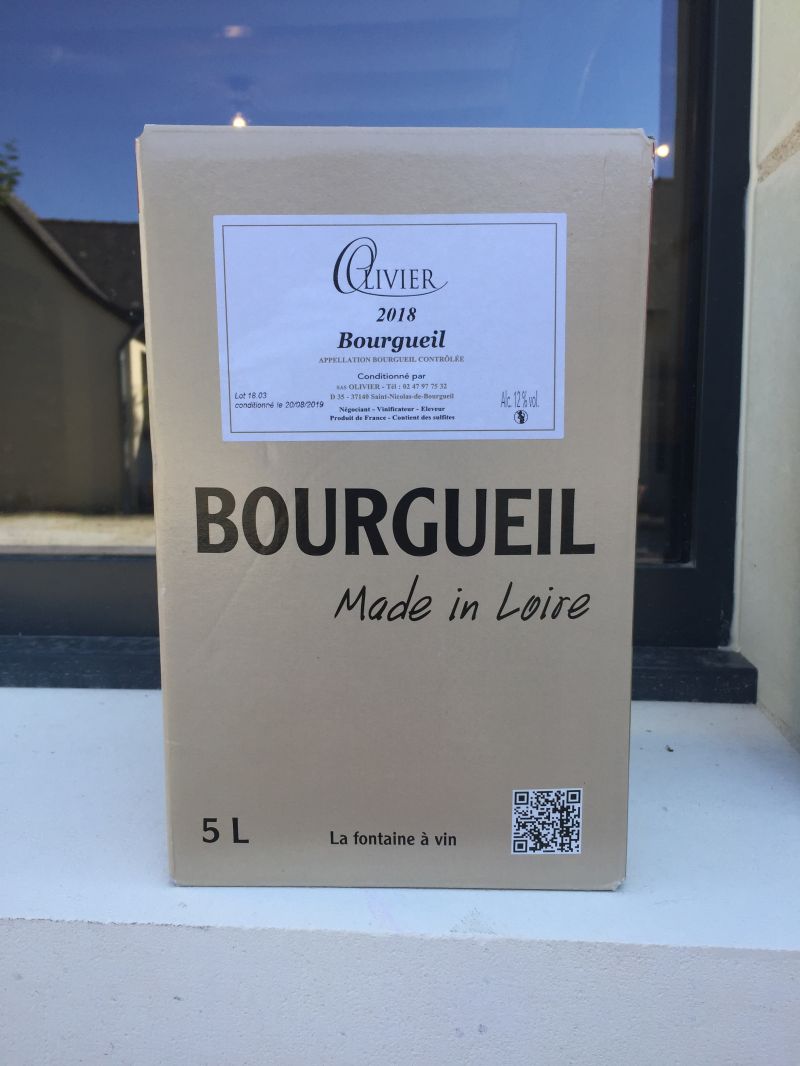 OLIVIER
2018
Bourgueil
APPELLATION BOURGUEIL CONTRÔLÉE
Conditionné par
SAS OLIVIER - Tél : 02 47 97 75 32
D 35 - 37140 Saint-Nicolas-de-Bourgueil
Négociant - Vinificateur - Eleveur
Produit de France - Contient des sulfites
Lot 18.03
conditionné le 20/08/2019
Alc. 12 % vol.
BOURGUEIL
Made in Loire
5 L
La fontaine à vin